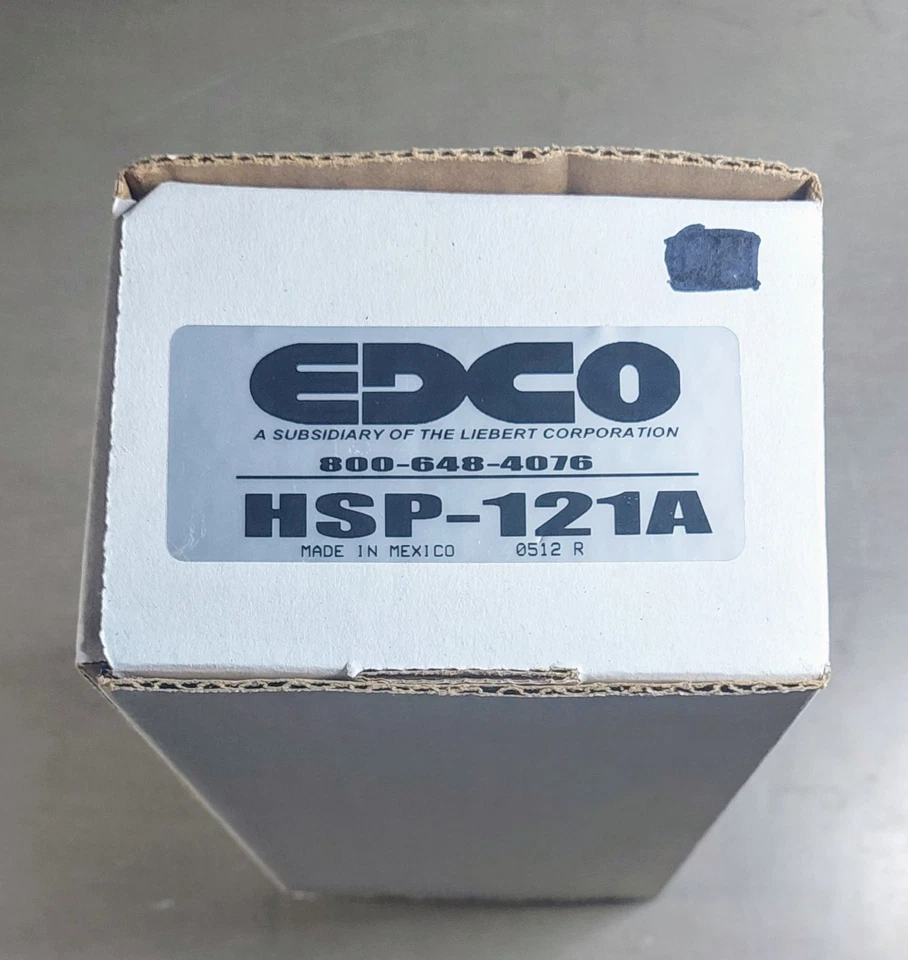 EDCO
A SUBSIDIARY OF THE LIEBERT CORPORATION
800-648-4076
HSP-121A
MADE IN MEXICO 0512 R